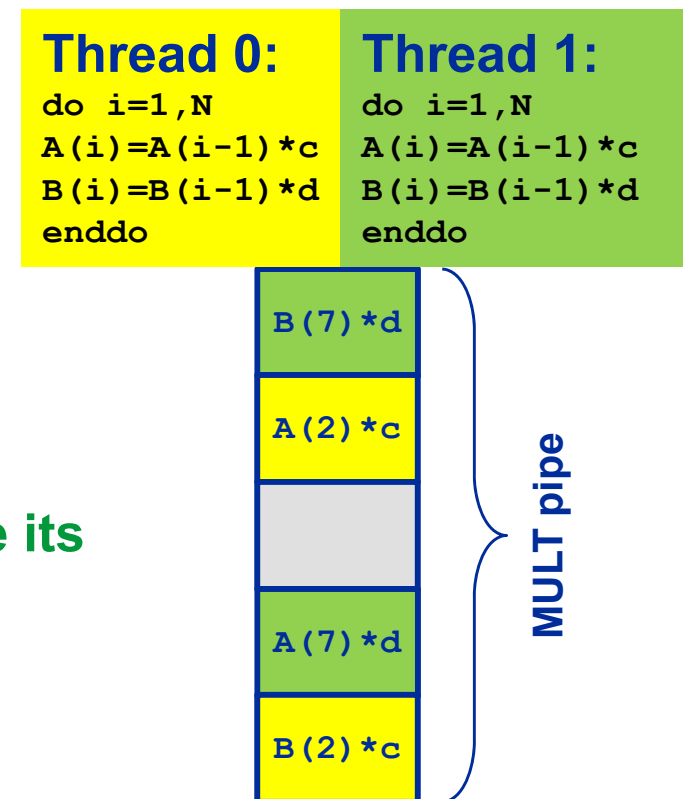 Thread 0:
do i=1,N
A(i)=A(i-1)*c
B(i)=B(i-1)*d
enddo
Thread 1:
do i=1,N
A(i)=A(i-1)*c
B(i)=B(i-1)*d
enddo
B(7)*d
A(2)*c
e its
A(7)*d
B(2)*c
MULT pipe